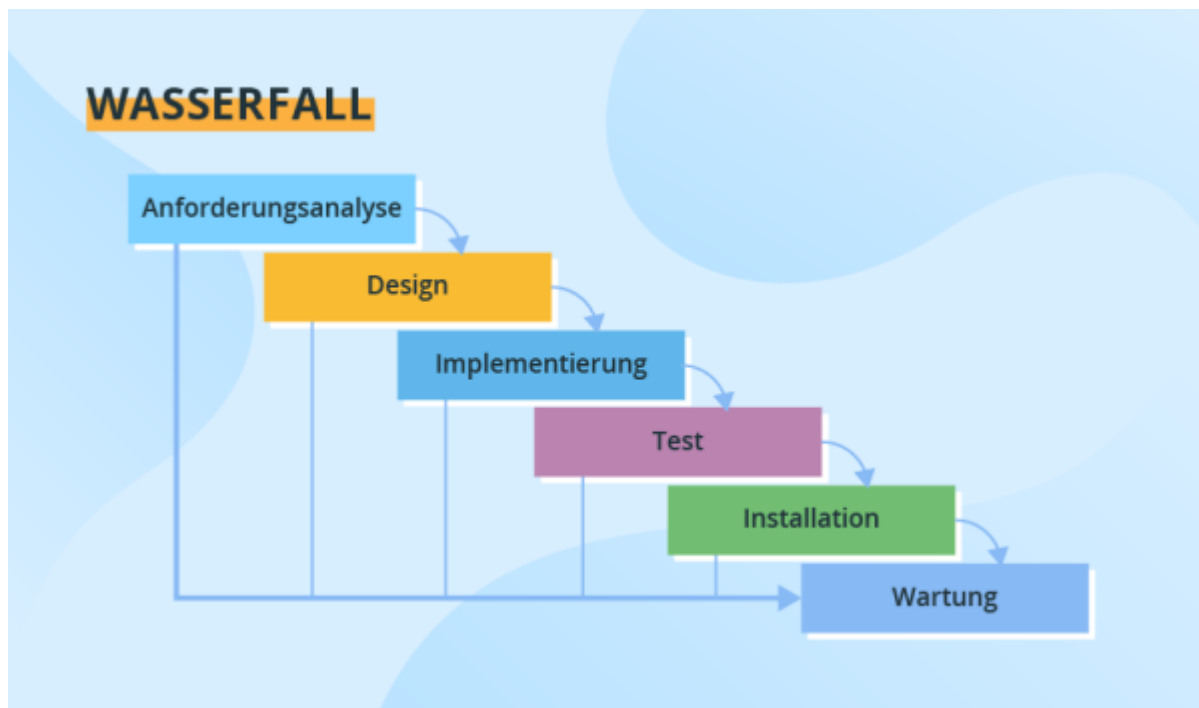 WASSERFALL
Anforderungsanalyse
Design
Implementierung
Test
Installation
Wartung